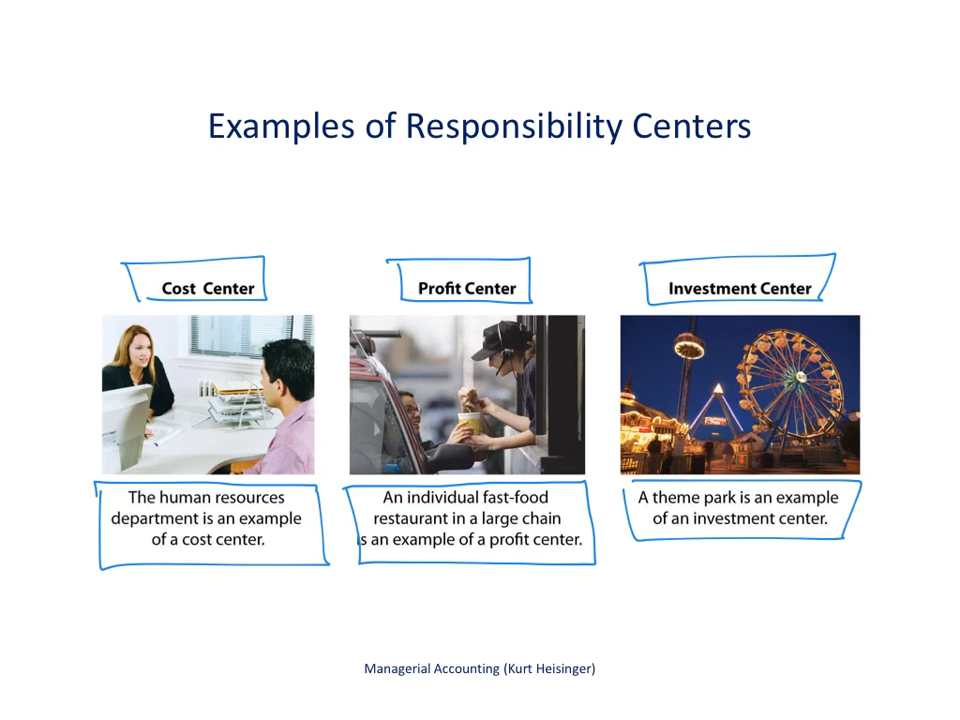 Examples of Responsibility Centers
Cost Center
Profit Center
Investment Center
The human resources
department is an example
of a cost center.
An individual fast-food
restaurant in a large chain
is an example of a profit center.
A theme park is an example
of an investment center.
Managerial Accounting (Kurt Heisinger)